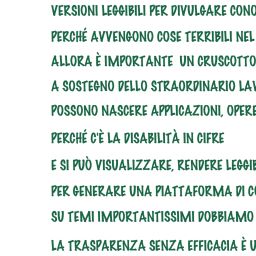 VERSIONI LEGGIBILI PER DIVULGARE CONO
PERCHÉ AVVENGONO COSE TERRIBILI NEL
ALLORA È IMPORTANTE UN CRUSCOTTO
A SOSTEGNO DELLO STRAORDINARIO LAV
POSSONO NASCERE APPLICAZIONI, OPERE
PERCHÉ C'È LA DISABILITÀ IN CIFRE
E SI PUÒ VISUALIZZARE, RENDERE LEGGIB
PER GENERARE UNA PIATTAFORMA DI CO
SU TEMI IMPORTANTISSIMI DOBBIAMO
LA TRASPARENZA SENZA EFFICACIA È U